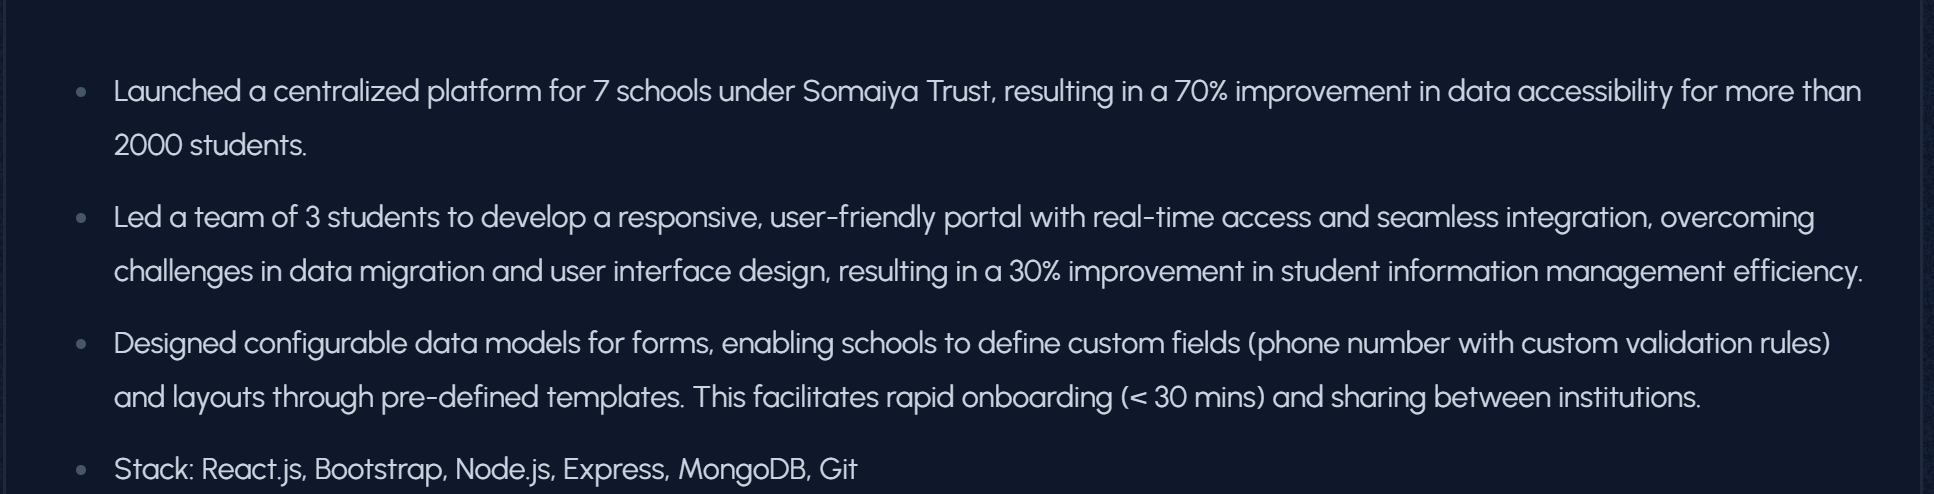 Launched a centralized platform for 7 schools under Somaiya Trust, resulting in a 70% improvement in data accessibility for more than
2000 students.
Led a team of 3 students to develop a responsive, user-friendly portal with real-time access and seamless integration, overcoming
challenges in data migration and user interface design, resulting in a 30% improvement in student information management efficiency.
Designed configurable data models for forms, enabling schools to define custom fields (phone number with custom validation rules)
and layouts through pre-defined templates. This facilitates rapid onboarding (< 30 mins) and sharing between institutions.
Stack: React.js, Bootstrap, Node.js, Express, MongoDB, Git